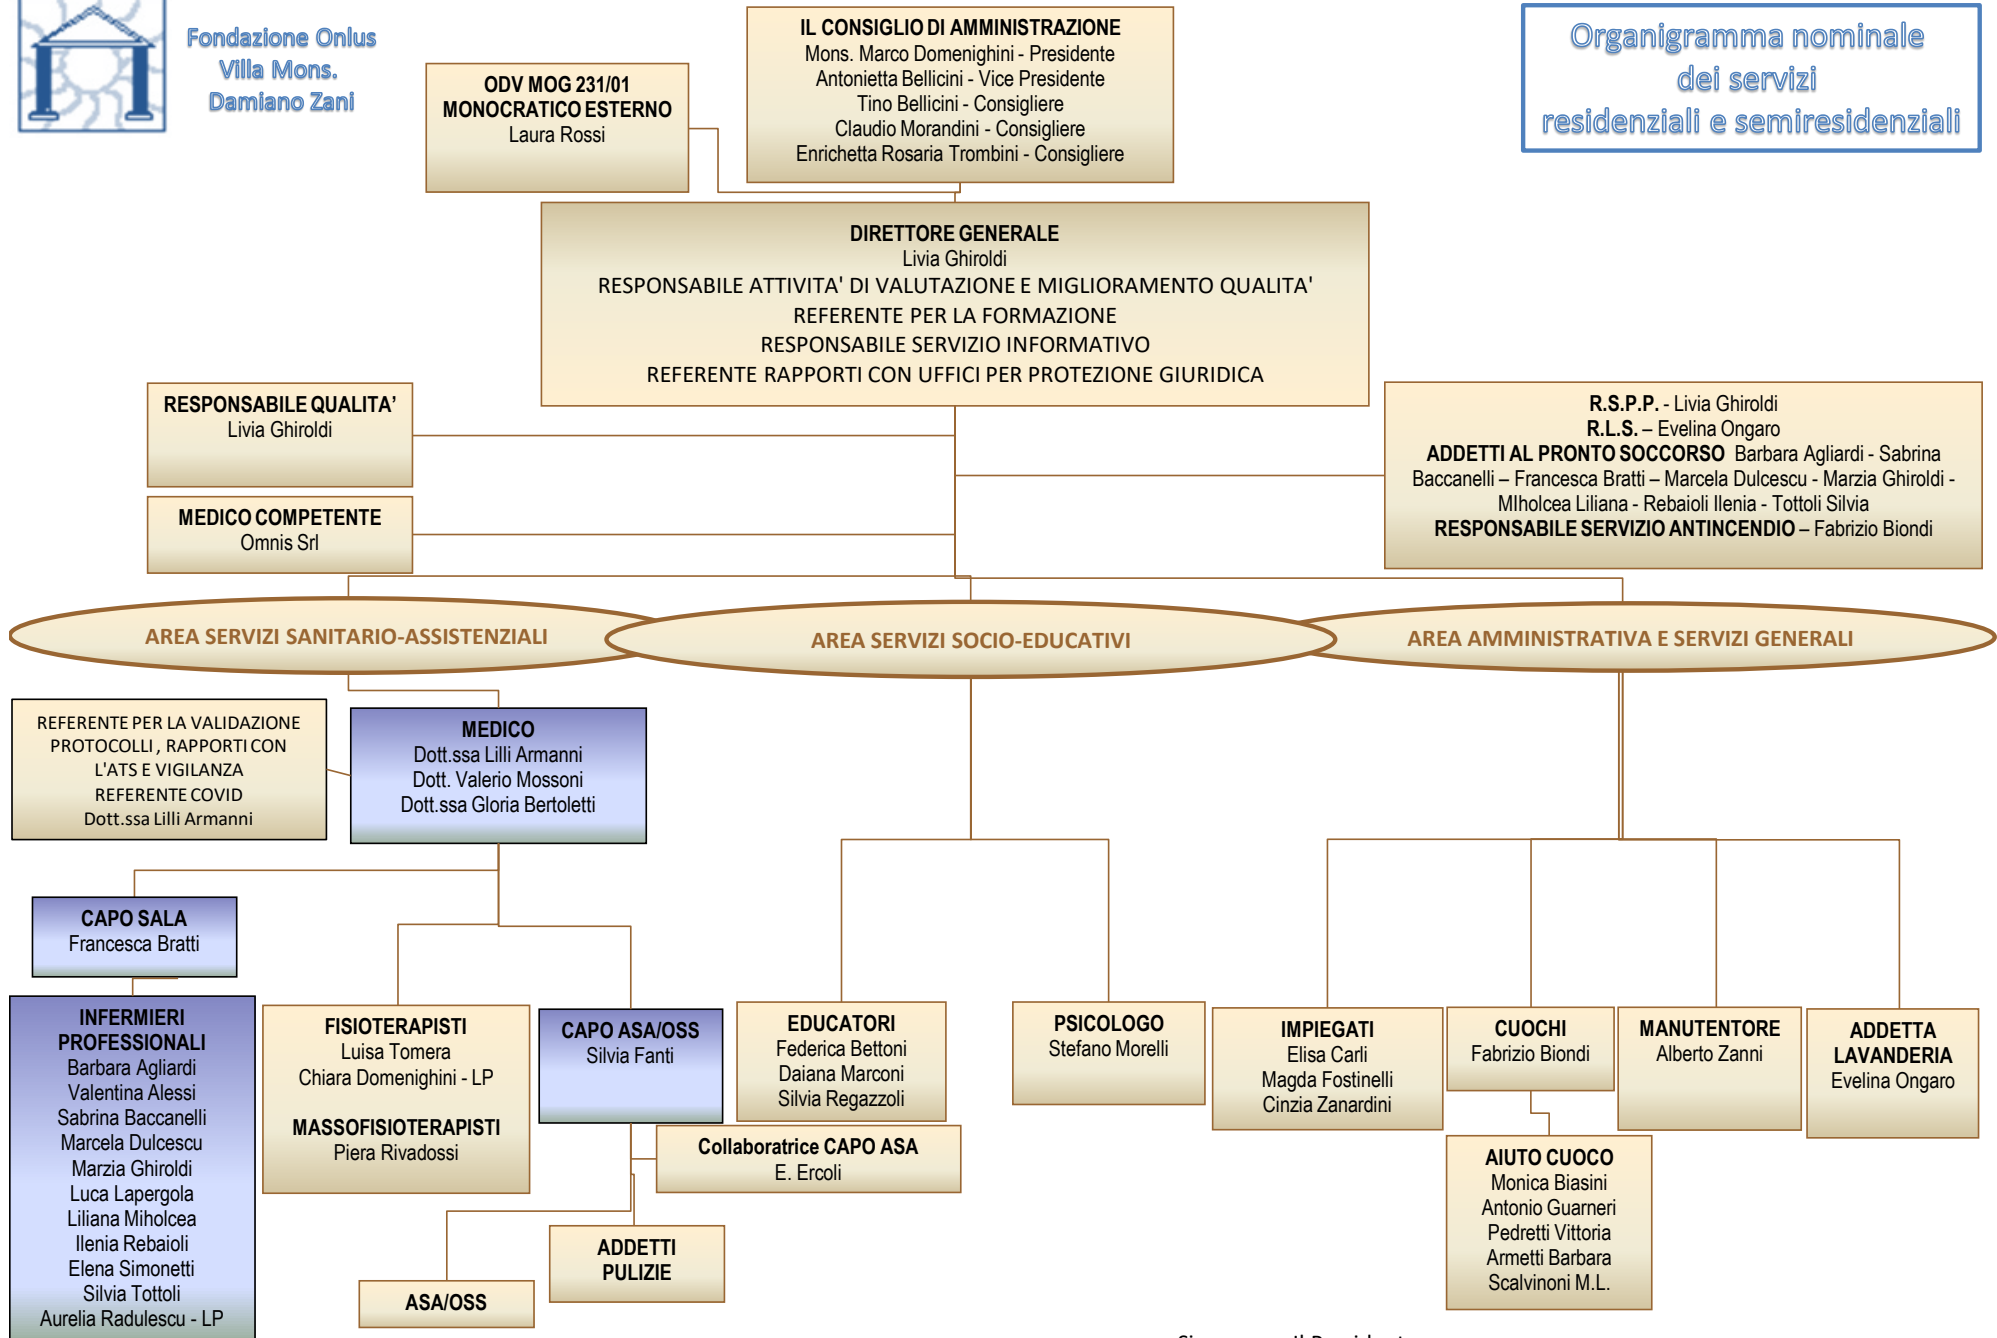 Fondazione Onlus
Villa Mons.
Damiano Zani
ODV MOG 231/01
MONOCRATICO ESTERNO
Laura Rossi
IL CONSIGLIO DI AMMINISTRAZIONE
Mons. Marco Domenighini - Presidente
Antonietta Bellicini - Vice Presidente
Tino Bellicini - Consigliere
Claudio Morandini - Consigliere
Enrichetta Rosaria Trombini - Consigliere
Organigramma nominale
dei servizi
residenziali e semiresidenziali
DIRETTORE GENERALE
Livia Ghiroldi
RESPONSABILE ATTIVITA' DI VALUTAZIONE E MIGLIORAMENTO QUALITA'
REFERENTE PER LA FORMAZIONE
RESPONSABILE SERVIZIO INFORMATIVO
REFERENTE RAPPORTI CON UFFICI PER PROTEZIONE GIURIDICA
RESPONSABILE QUALITA’
Livia Ghiroldi
MEDICO COMPETENTE
Omnis Srl
R.S.P.P. - Livia Ghiroldi
R.L.S. – Evelina Ongaro
ADDETTI AL PRONTO SOCCORSO Barbara Agliardi - Sabrina
Baccanelli – Francesca Bratti – Marcela Dulcescu - Marzia Ghiroldi -
MIholcea Liliana - Rebaioli Ilenia - Tottoli Silvia
RESPONSABILE SERVIZIO ANTINCENDIO – Fabrizio Biondi
AREA SERVIZI SANITARIO-ASSISTENZIALI
AREA SERVIZI SOCIO-EDUCATIVI
AREA AMMINISTRATIVA E SERVIZI GENERALI
REFERENTE PER LA VALIDAZIONE
PROTOCOLLI , RAPPORTI CON
L'ATS E VIGILANZA
REFERENTE COVID
Dott.ssa Lilli Armanni
MEDICO
Dott.ssa Lilli Armanni
Dott. Valerio Mossoni
Dott.ssa Gloria Bertoletti
CAPO SALA
Francesca Bratti
INFERMIERI
PROFESSIONALI
Barbara Agliardi
Valentina Alessi
Sabrina Baccanelli
Marcela Dulcescu
Marzia Ghiroldi
Luca Lapergola
Liliana Miholcea
Ilenia Rebaioli
Elena Simonetti
Silvia Tottoli
Aurelia Radulescu - LP
FISIOTERAPISTI
Luisa Tomera
Chiara Domenighini - LP
MASSOFISIOTERAPISTI
Piera Rivadossi
CAPO ASA/OSS
Silvia Fanti
Collaboratrice CAPO ASA
E. Ercoli
ASA/OSS
ADDETTI
PULIZIE
EDUCATORI
Federica Bettoni
Daiana Marconi
Silvia Regazzoli
PSICOLOGO
Stefano Morelli
IMPIEGATI
Elisa Carli
Magda Fostinelli
Cinzia Zanardini
CUOCHI
Fabrizio Biondi
AIUTO CUOCO
Monica Biasini
Antonio Guarneri
Pedretti Vittoria
Armetti Barbara
Scalvinoni M.L.
MANUTENTORE
Alberto Zanni
ADDETTA
LAVANDERIA
Evelina Ongaro